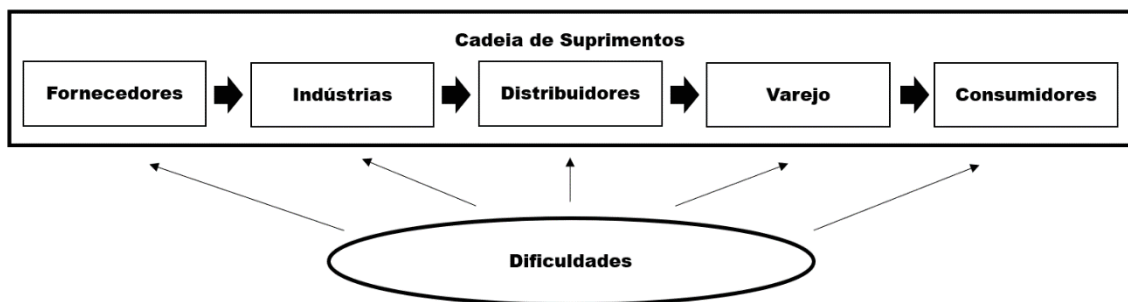 Cadeia de Suprimentos
Fornecedores
Indústrias
Distribuidores
Varejo
Consumidores
Dificuldades